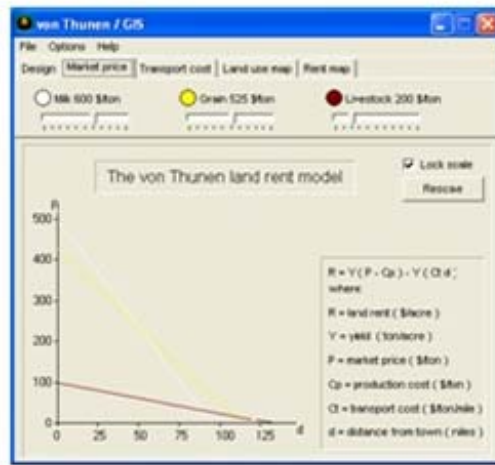 von Thunen / GIS
File Options Help
Design Market price Transport cost Land use map Rent map
Milk 600 $/ton Grain 525 $/ton Livestock 200 $/ton
Lock scale
The von Thunen land rent model
Rescale
R
500
400
300
200
100
0
0 25 50 75 100 125 d
R = Y ( P - Cp ) - Y ( Ct d )
where:
R = land rent ( $/acre )
Y = yield ( ton/acre )
P = market price ( $/ton )
Cp = production cost ( $/ton )
Ct = transport cost ( $/ton/mile )
d = distance from town ( miles )